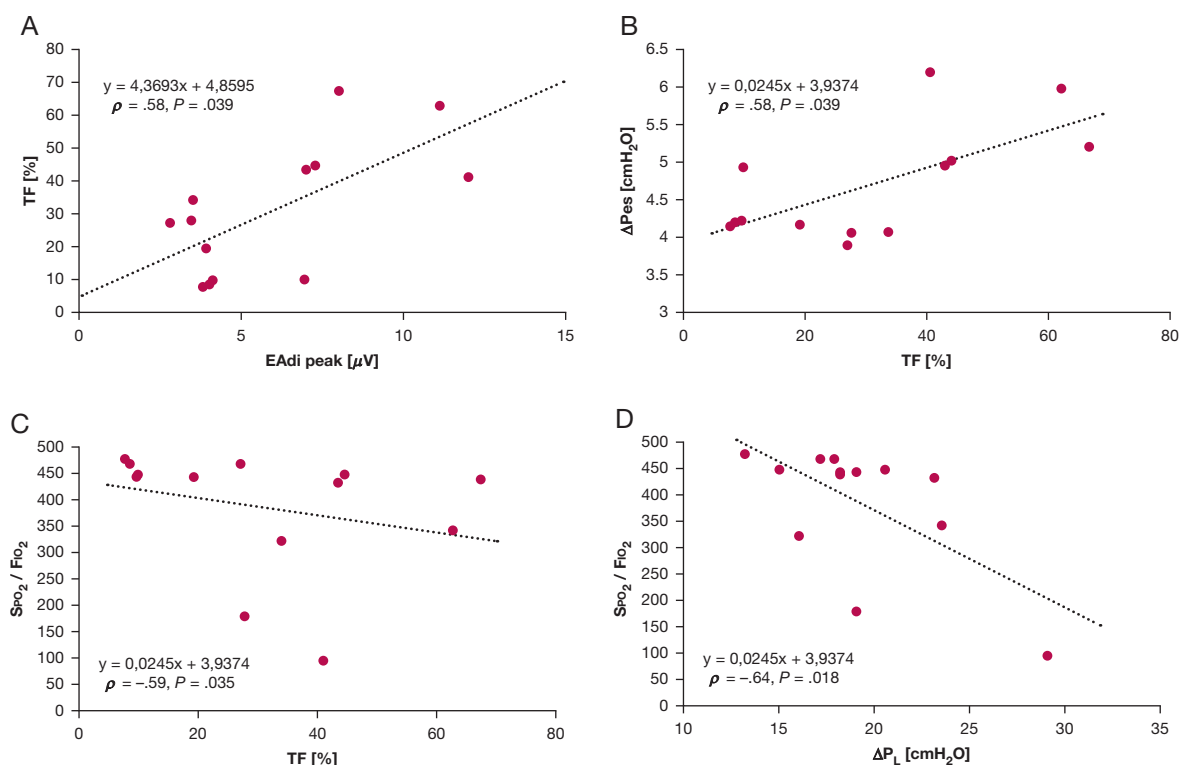 A
80
70
60
50
40
30
20
10
0
y = 4,3693x + 4,8595
ρ = .58, P = .039
TF [%]
0 5 10 15
EAdi peak [μV]
B
6.5
6
5.5
5
4.5
4
3.5
3
y = 0,0245x + 3,9374
ρ = .58, P = .039
ΔPes [cmH₂O]
0 20 40 60 80
TF [%]
C
500
450
400
350
300
250
200
150
100
50
0
y = 0,0245x + 3,9374
ρ = –.59, P = .035
SPO₂ / FIO₂
0 20 40 60 80
TF [%]
D
500
450
400
350
300
250
200
150
100
50
0
y = 0,0245x + 3,9374
ρ = –.64, P = .018
SPO₂ / FIO₂
10 15 20 25 30 35
ΔP_L [cmH₂O]